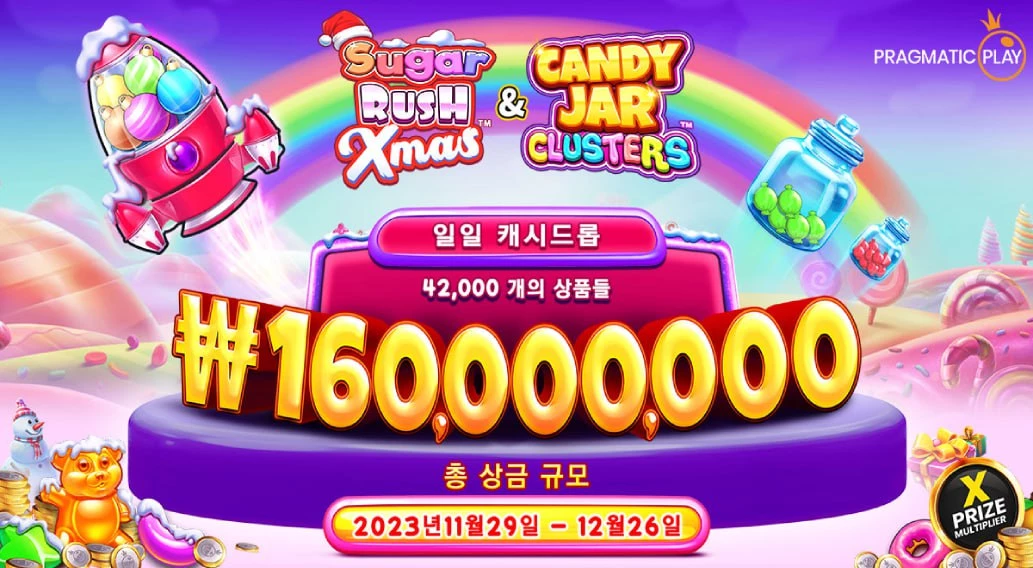 Sugar RUSH Xmas™ & CANDY JAR CLUSTERS™
PRAGMATIC PLAY
일일 캐시드롭
42,000 개의 상품들
₩160,000,000
총 상금 규모
2023년11월29일 – 12월26일
X
PRIZE
MULTIPLIER